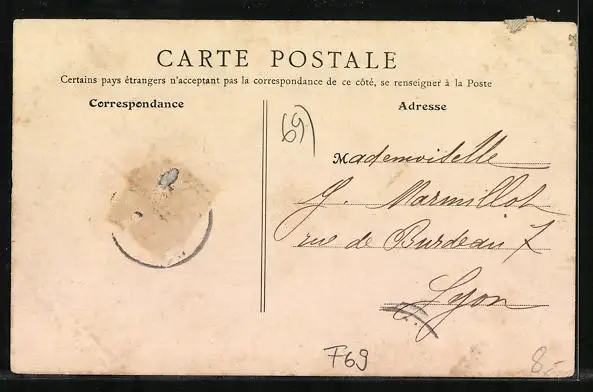 CARTE POSTALE
Certains pays étrangers n'acceptant pas la correspondance de ce côté, se renseigner à la Poste
Correspondance
Adresse
69
Mademoiselle
G. Marmillot
rue de Burdeau 7
Lyon
F69
8,-